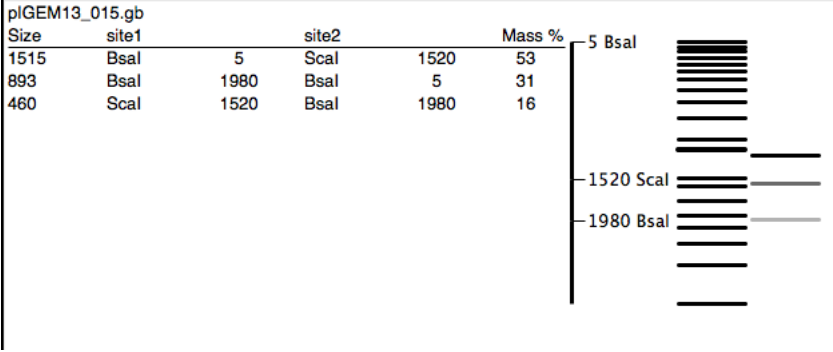 pIGEM13_015.gb
Size site1 site2 Mass %
1515 BsaI 5 ScaI 1520 53
893 BsaI 1980 BsaI 5 31
460 ScaI 1520 BsaI 1980 16
5 BsaI
1520 ScaI
1980 BsaI